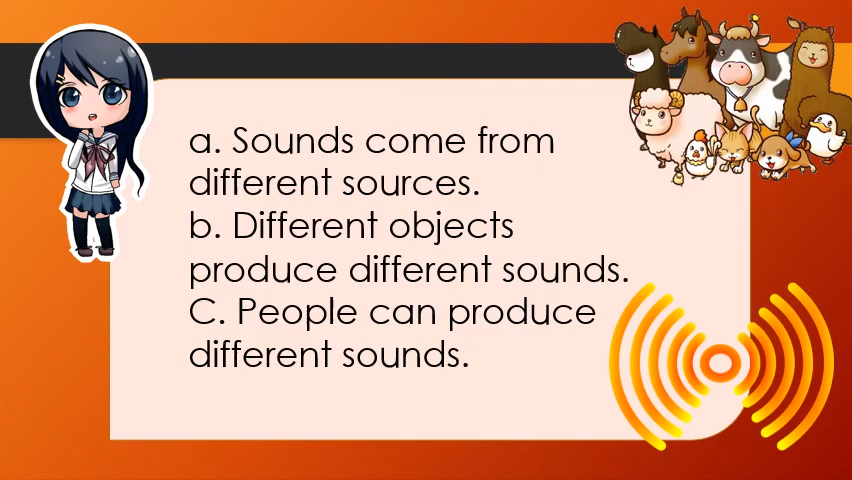 a. Sounds come from
different sources.
b. Different objects
produce different sounds.
C. People can produce
different sounds.